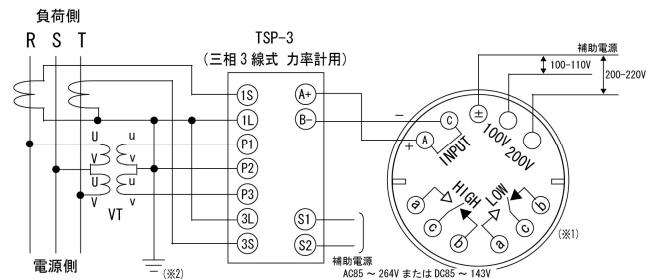 負荷側
R S T
TSP-3
(三相3線式 力率計用)
補助電源
100-110V
200-220V
1S
1L
P1
P2
P3
3L
3S
A+
B-
S1
S2
U u
V v
U u
V v
VT
電源側
(※2)
補助電源
AC85 ～ 264V または DC85 ～ 143V
－
C
±
+
A
INPUT
100V 200V
HIGH LOW
a
c
b
a
c
b
(※1)